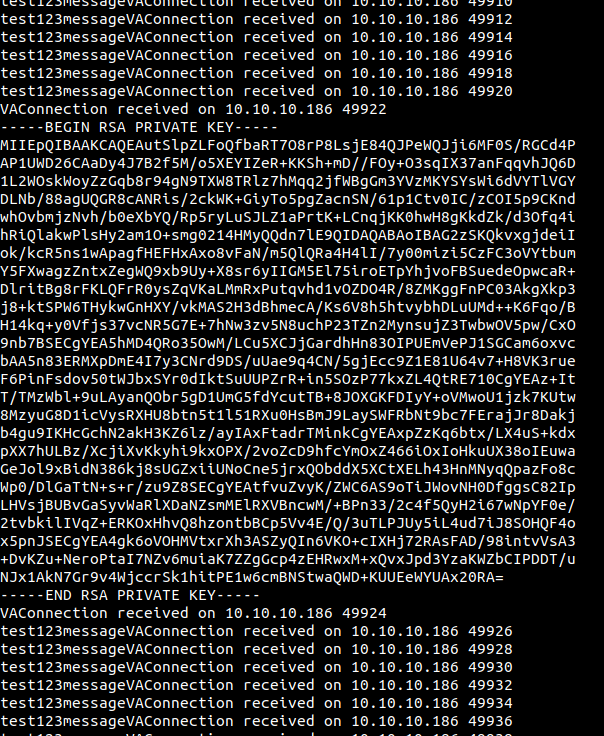 test123messageVAConnection received on 10.10.10.186 49910
test123messageVAConnection received on 10.10.10.186 49912
test123messageVAConnection received on 10.10.10.186 49914
test123messageVAConnection received on 10.10.10.186 49916
test123messageVAConnection received on 10.10.10.186 49918
test123messageVAConnection received on 10.10.10.186 49920
VAConnection received on 10.10.10.186 49922
-----BEGIN RSA PRIVATE KEY-----
MIIEpQIBAAKCAQEAutSlpZLFoQfbaRT7O8rP8LsjE84QJPeWQJji6MF0S/RGCd4P
AP1UWD26CAaDy4J7B2f5M/o5XEYIZeR+KKSh+mD//FOy+O3sqIX37anFqqvhJQ6D
1L2WOskWoyZzGqb8r94gN9TXW8TRlz7hMqq2jfWBgGm3YVzMKYSYsWi6dVYTlVGY
DLNb/88agUQGR8cANRis/2ckWK+GiyTo5pgZacnSN/61p1Ctv0IC/zCOI5p9CKnd
whOvbmjzNvh/b0eXbYQ/Rp5ryLuSJLZ1aPrtK+LCnqjKK0hwH8gKkdZk/d3Ofq4i
hRiQlakwPlsHy2am1O+smg0214HMyQQdn7lE9QIDAQABAoIBAG2zSKQkvxgjdeiI
ok/kcR5ns1wApagfHEFHxAxo8vFaN/m5QlQRa4H4lI/7y00mizi5CzFC3oVYtbum
Y5FXwagzZntxZegWQ9xb9Uy+X8sr6yIIGM5El75iroETpYhjvoFBSuedeOpwcaR+
DlritBg8rFKLQFrR0ysZqVKaLMmRxPutqvhd1vOZDO4R/8ZMKggFnPC03AkgXkp3
j8+ktSPW6THykwGnHXY/vkMAS2H3dBhmecA/Ks6V8h5htvybhDLuUMd++K6Fqo/B
H14kq+y0Vfjs37vcNR5G7E+7hNw3zv5N8uchP23TZn2MynsujZ3TwbwOV5pw/CxO
9nb7BSECgYEA5hMD4QRo35OwM/LCu5XCJjGardhHn83OIPUEmVePJ1SGCam6oxvc
bAA5n83ERMXpDmE4I7y3CNrd9DS/uUae9q4CN/5gjEcc9Z1E81U64v7+H8VK3rue
F6PinFsdov50tWJbxSYr0dIktSuUUPZrR+in5SOzP77kxZL4QtRE710CgYEAz+It
T/TMzWbl+9uLAyanQObr5gD1UmG5fdYcutTB+8JOXGKFDIyY+oVMwoU1jzk7KUtw
8MzyuG8D1icVysRXHU8btn5t1l51RXu0HsBmJ9LaySWFRbNt9bc7FErajJr8Dakj
b4gu9IKHcGchN2akH3KZ6lz/ayIAxFtadrTMinkCgYEAxpZzKq6btx/LX4uS+kdx
pXX7hULBz/XcjiXvKkyhi9kxOPX/2voZcD9hfcYmOxZ466iOxIoHkuUX38oIEuwa
GeJol9xBidN386kj8sUGZxiiUNoCne5jrxQObddX5XCtXELh43HnMNyqQpazFo8c
Wp0/DlGaTtN+s+r/zu9Z8SECgYEAtfvuZvyK/ZWC6AS9oTiJWovNH0DfggsC82Ip
LHVsjBUBvGaSyvWaRlXDaNZsmMElRXVBncwM/+BPn33/2c4f5QyH2i67wNpYF0e/
2tvbkilIVqZ+ERKOxHhvQ8hzontbBCp5Vv4E/Q/3uTLPJUy5iL4ud7iJ8SOHQF4o
x5pnJSECgYEA4gk6oVOHMVtxrXh3ASZyQIn6VKO+cIXHj72RAsFAD/98intvVsA3
+DvKZu+NeroPtaI7NZv6muiaK7ZZgGcp4zEHRwxM+xQvxJpd3YzaKWZbCIPDDT/u
NJx1AkN7Gr9v4WjccrSk1hitPE1w6cmBNStwaQWD+KUUEeWYUAx20RA=
-----END RSA PRIVATE KEY-----
VAConnection received on 10.10.10.186 49924
test123messageVAConnection received on 10.10.10.186 49926
test123messageVAConnection received on 10.10.10.186 49928
test123messageVAConnection received on 10.10.10.186 49930
test123messageVAConnection received on 10.10.10.186 49932
test123messageVAConnection received on 10.10.10.186 49934
test123messageVAConnection received on 10.10.10.186 49936